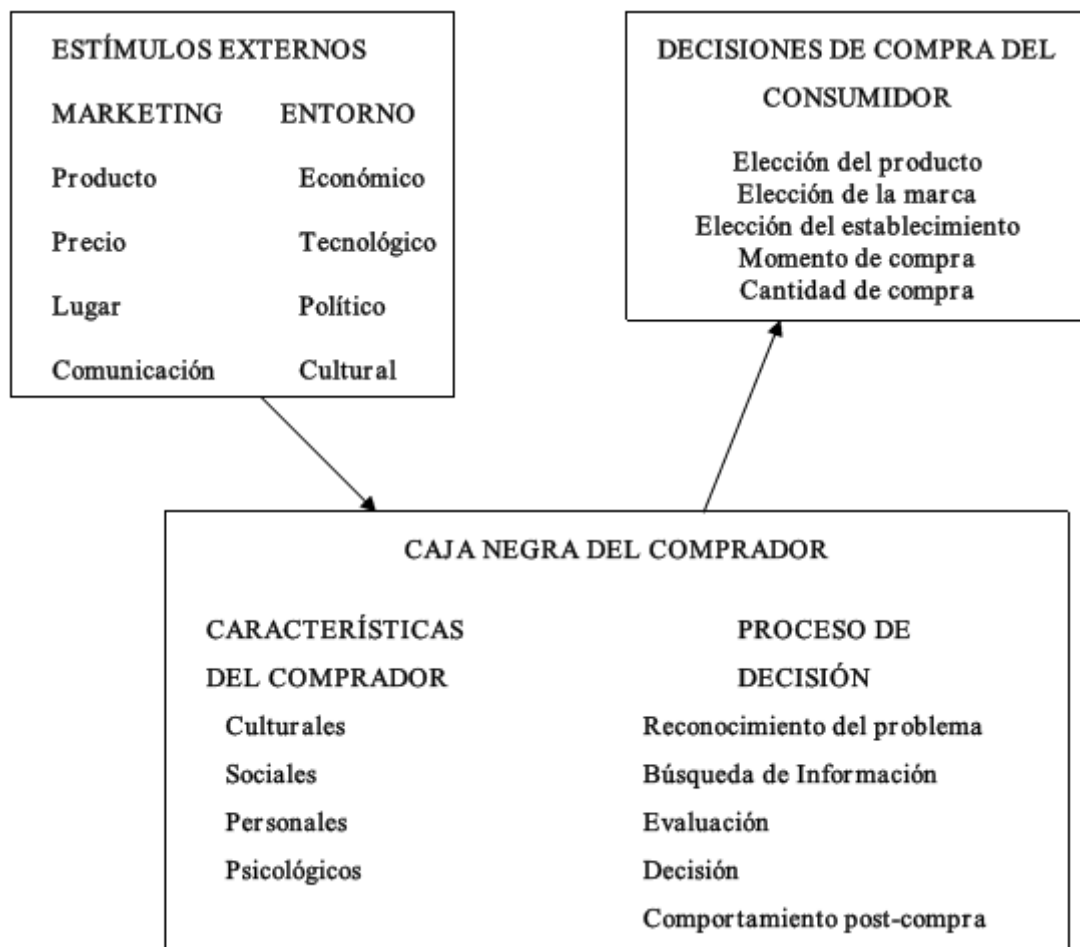 ESTÍMULOS EXTERNOS
MARKETING ENTORNO
Producto Económico
Precio Tecnológico
Lugar Político
Comunicación Cultural
DECISIONES DE COMPRA DEL
CONSUMIDOR
Elección del producto
Elección de la marca
Elección del establecimiento
Momento de compra
Cantidad de compra
CAJA NEGRA DEL COMPRADOR
CARACTERÍSTICAS
DEL COMPRADOR
Culturales
Sociales
Personales
Psicológicos
PROCESO DE
DECISIÓN
Reconocimiento del problema
Búsqueda de Información
Evaluación
Decisión
Comportamiento post-compra